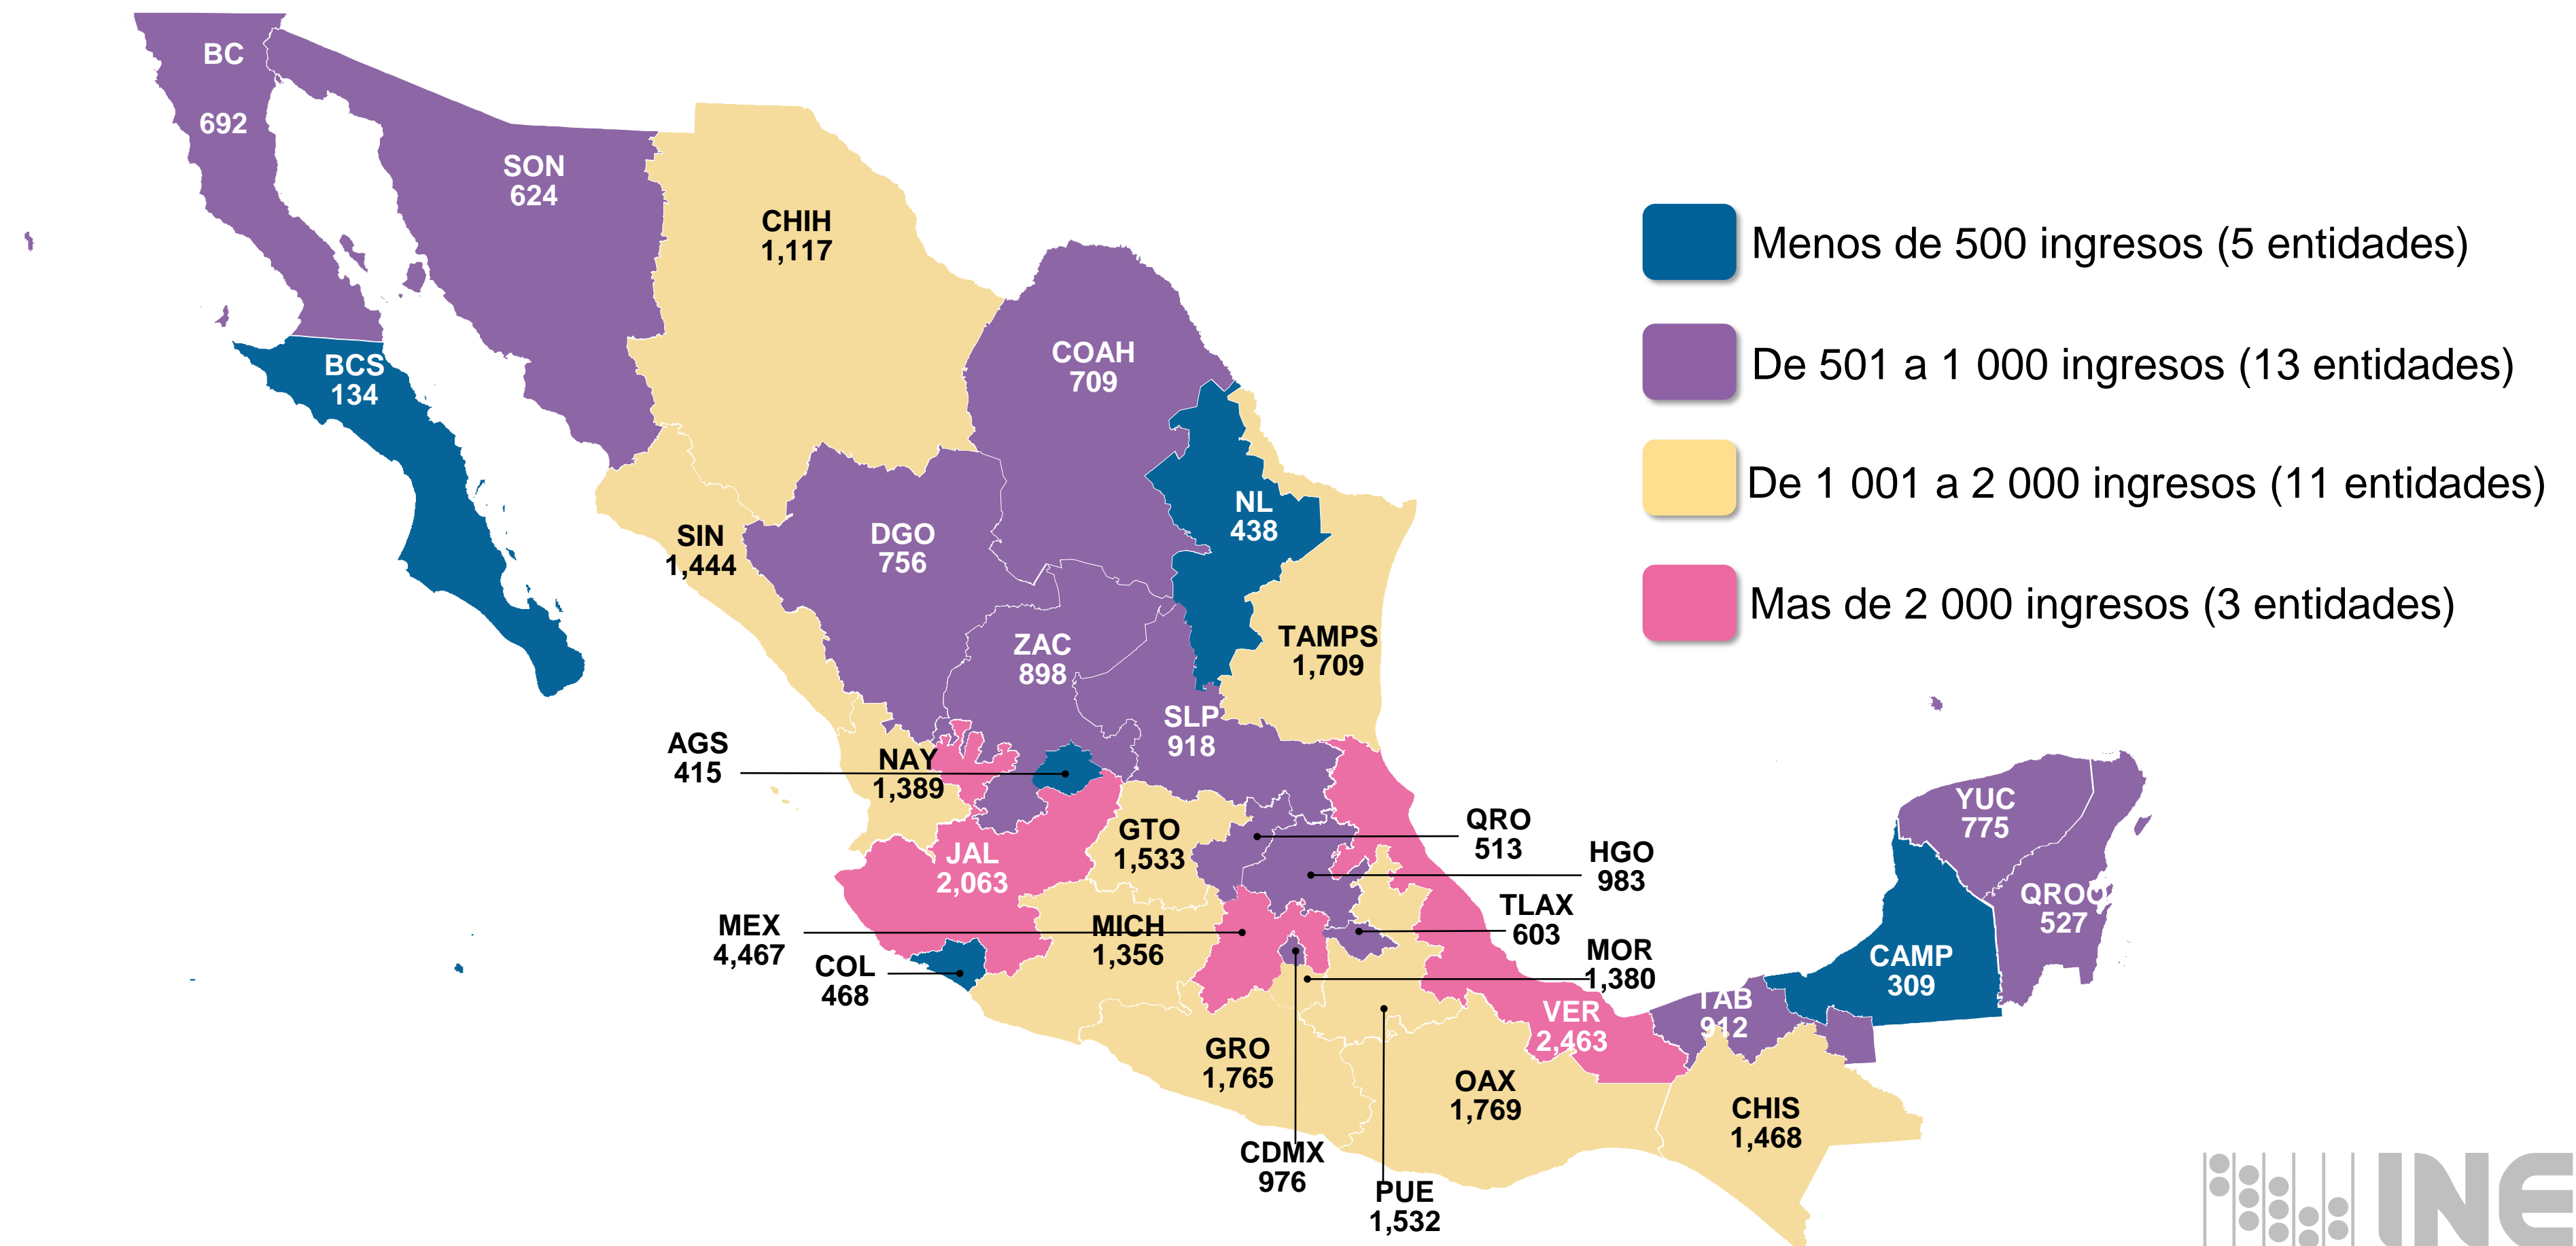 BC
692
SON
624
CHIH
1,117
Menos de 500 ingresos (5 entidades)
De 501 a 1 000 ingresos (13 entidades)
De 1 001 a 2 000 ingresos (11 entidades)
Mas de 2 000 ingresos (3 entidades)
COAH
709
BCS
134
NL
438
DGO
756
SIN
1,444
TAMPS
1,709
ZAC
898
SLP
918
AGS
415
NAY
1,389
YUC
775
GTO
1,533
QRO
513
JAL
2,063
HGO
983
QROO
527
TLAX
603
MEX
4,467
MICH
1,356
MOR
1,380
COL
468
CAMP
309
TAB
912
VER
2,463
GRO
1,765
OAX
1,769
CHIS
1,468
CDMX
976
PUE
1,532
INE